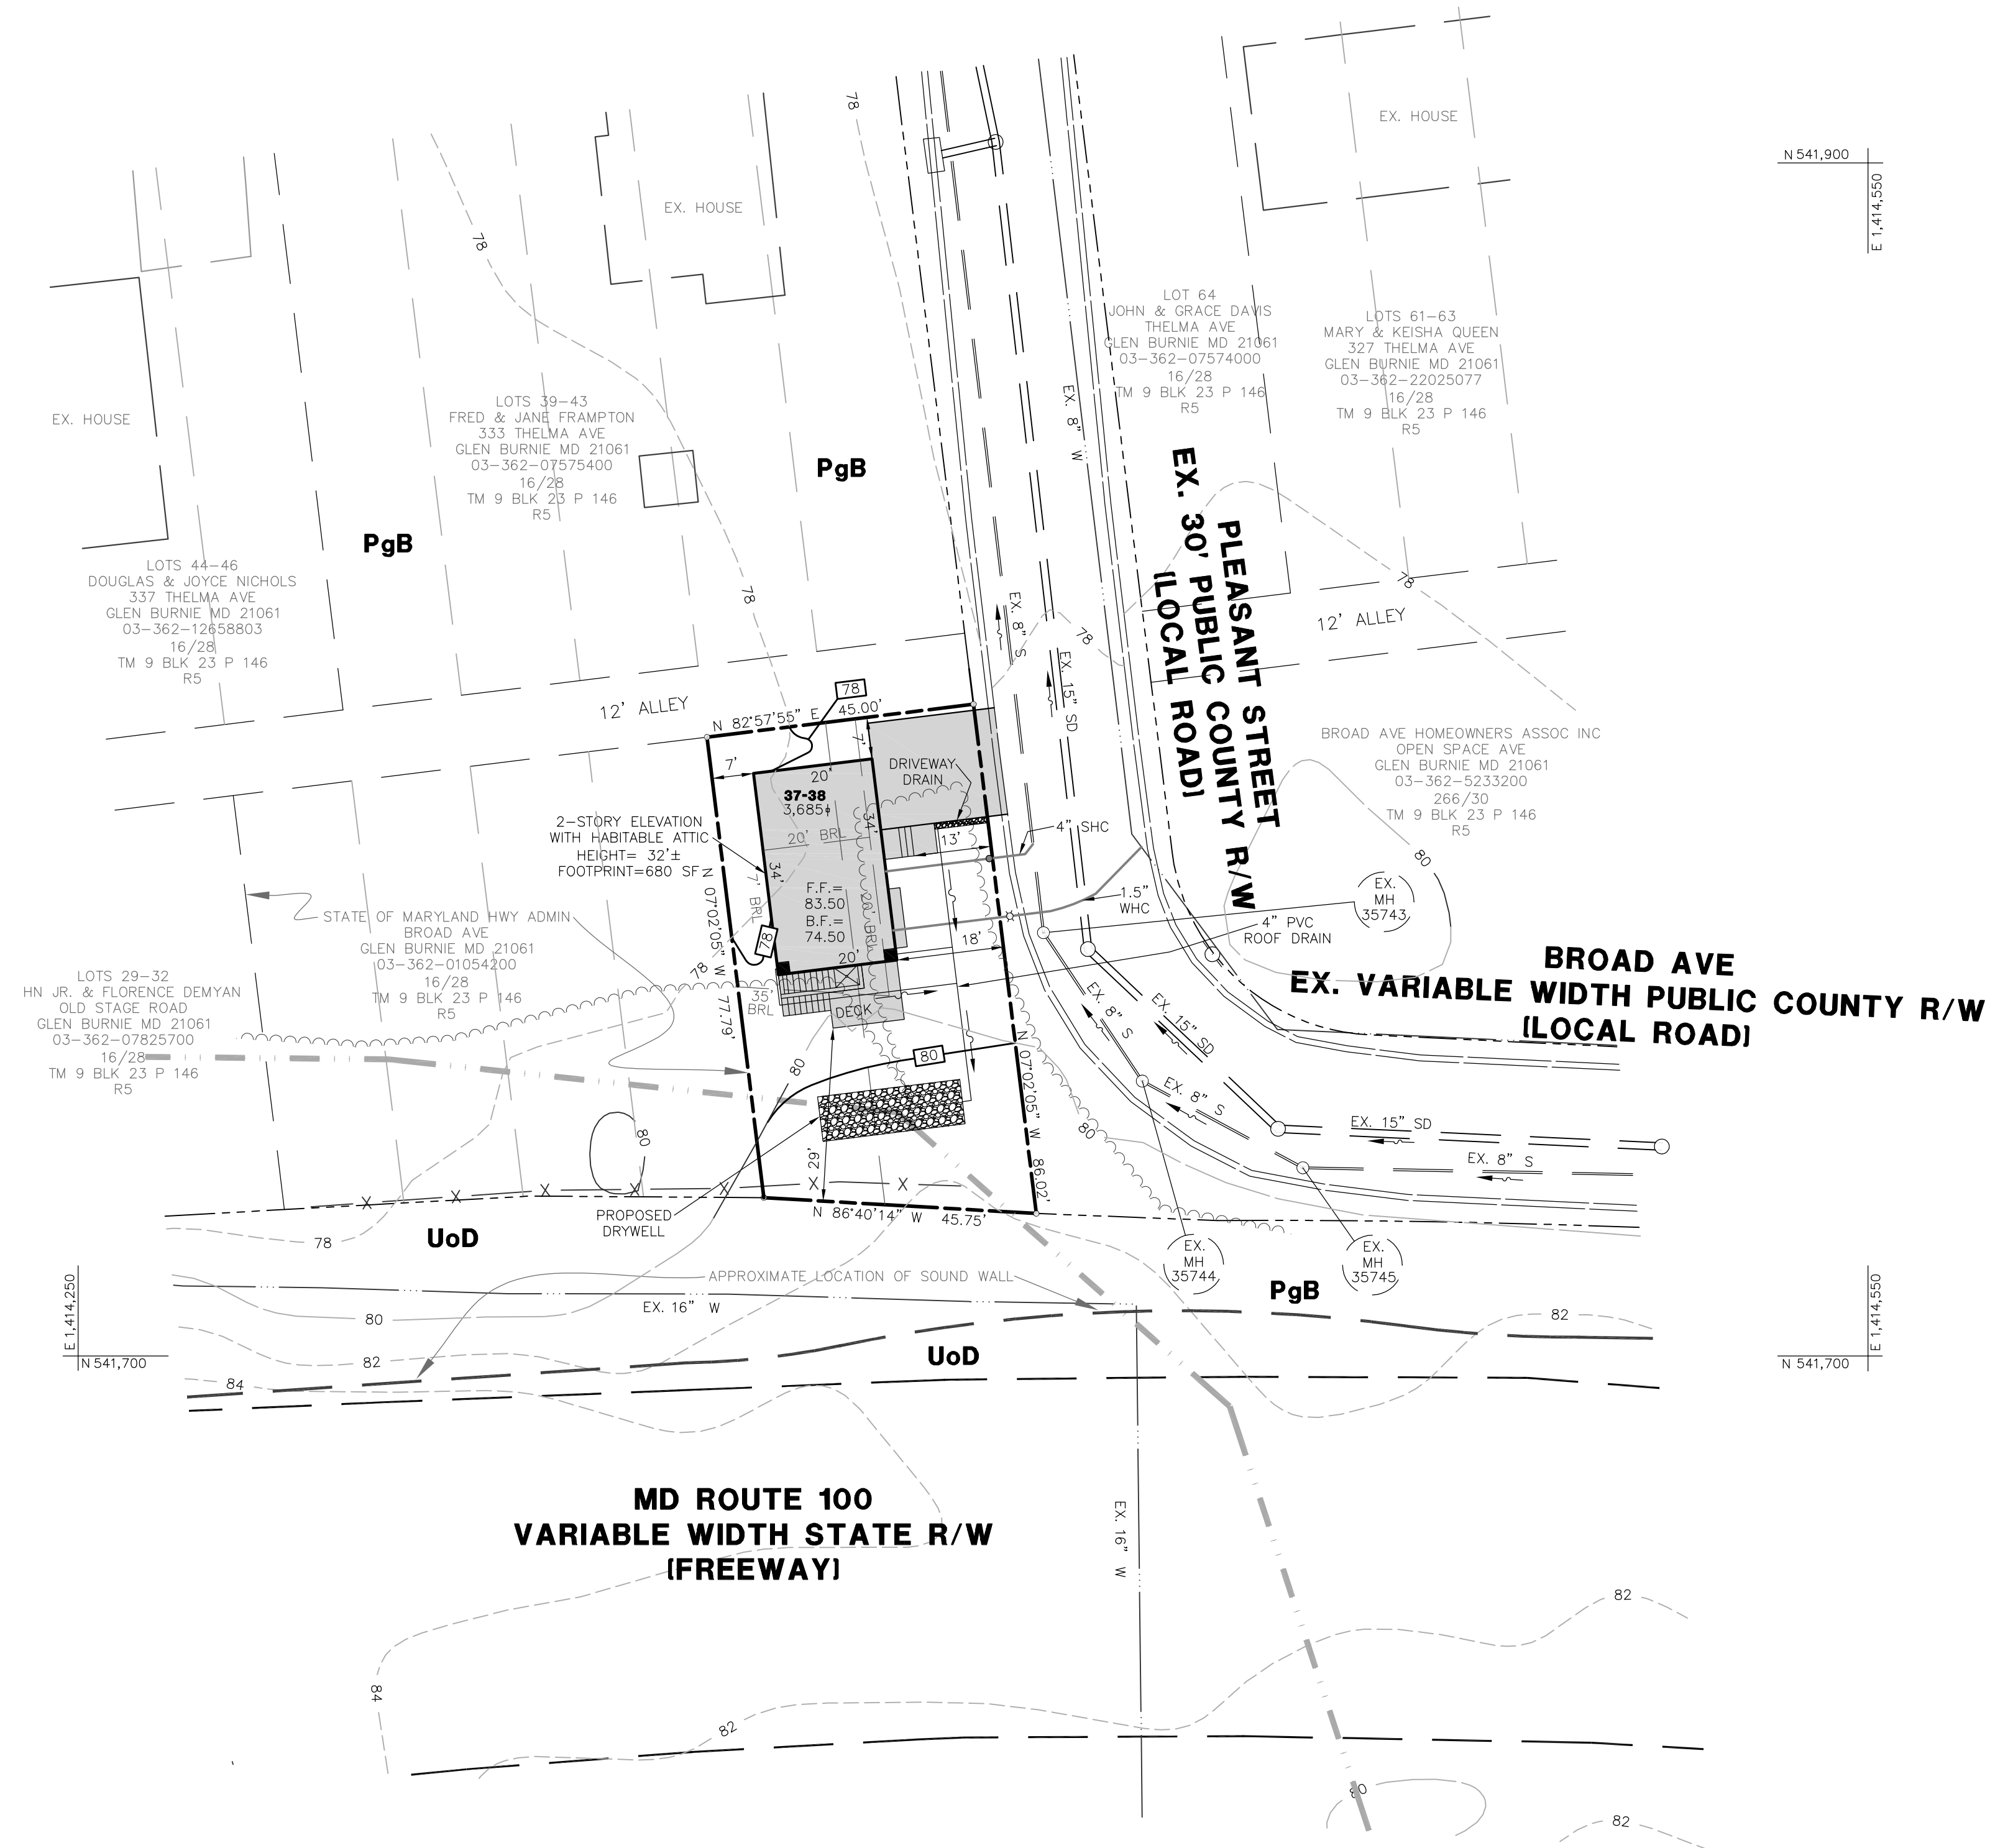 78
EX. HOUSE
N 541,900
E 1,414,550
EX. HOUSE
78
LOT 64
JOHN & GRACE DAVIS
THELMA AVE
GLEN BURNIE MD 21061
03-362-07574000
16/28
TM 9 BLK 23 P 146
R5
LOTS 61-63
MARY & KEISHA QUEEN
327 THELMA AVE
GLEN BURNIE MD 21061
03-362-22025077
16/28
TM 9 BLK 23 P 146
R5
EX. HOUSE
LOTS 39-43
FRED & JANE FRAMPTON
333 THELMA AVE
GLEN BURNIE MD 21061
03-362-07575400
16/28
TM 9 BLK 23 P 146
R5
EX. 8" W
PgB
PgB
LOTS 44-46
DOUGLAS & JOYCE NICHOLS
337 THELMA AVE
GLEN BURNIE MD 21061
03-362-12658803
16/28
TM 9 BLK 23 P 146
R5
78
EX. 8" S
78
EX. 15" SD
PLEASANT STREET
EX. 30' PUBLIC COUNTY R/W
(LOCAL ROAD)
78
12' ALLEY
12' ALLEY
78
N 82°57'55" E 45.00'
7'
7'
20'
DRIVEWAY
DRAIN
37-38
3,685
2-STORY ELEVATION
WITH HABITABLE ATTIC
HEIGHT= 32'±
FOOTPRINT=680 SF
20' BRL
34'
34'
13'
4" SHC
7' BRL
20' BRL
F.F.=
83.50
B.F.=
74.50
N 07°02'05" W 77.79'
78
78
20'
18'
1.5"
WHC
4" PVC
ROOF DRAIN
EX.
MH
35743
BROAD AVE HOMEOWNERS ASSOC INC
OPEN SPACE AVE
GLEN BURNIE MD 21061
03-362-5233200
266/30
TM 9 BLK 23 P 146
R5
80
STATE OF MARYLAND HWY ADMIN
BROAD AVE
GLEN BURNIE MD 21061
03-362-01054200
16/28
TM 9 BLK 23 P 146
R5
LOTS 29-32
HN JR. & FLORENCE DEMYAN
OLD STAGE ROAD
GLEN BURNIE MD 21061
03-362-07825700
16/28
TM 9 BLK 23 P 146
R5
35'
BRL
DECK
BROAD AVE
EX. VARIABLE WIDTH PUBLIC COUNTY R/W
(LOCAL ROAD)
EX. 8" S
EX. 15" SD
80
80
N 07°02'05" W 86.02'
EX. 8" S
EX. 15" SD
EX. 8" S
80
80
29'
X X X X X X X
PROPOSED
DRYWELL
N 86°40'14" W 45.75'
UoD
78
EX.
MH
35744
EX.
MH
35745
PgB
APPROXIMATE LOCATION OF SOUND WALL
E 1,414,250
N 541,700
EX. 16" W
80
82
84
UoD
82
E 1,414,550
N 541,700
MD ROUTE 100
VARIABLE WIDTH STATE R/W
(FREEWAY)
EX. 16" W
82
84
82
80
82